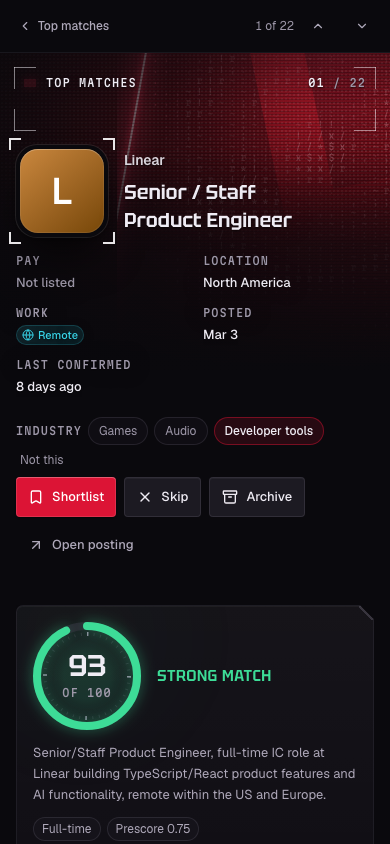 Top matches
1 of 22
TOP MATCHES
01 / 22
L
Linear
Senior / Staff
Product Engineer
PAY
LOCATION
Not listed
North America
WORK
POSTED
Remote
Mar 3
LAST CONFIRMED
8 days ago
INDUSTRY Games Audio Developer tools
Not this
Shortlist Skip Archive
Open posting
93
OF 100
STRONG MATCH
Senior/Staff Product Engineer, full-time IC role at
Linear building TypeScript/React product features and
AI functionality, remote within the US and Europe.
Full-time Prescore 0.75